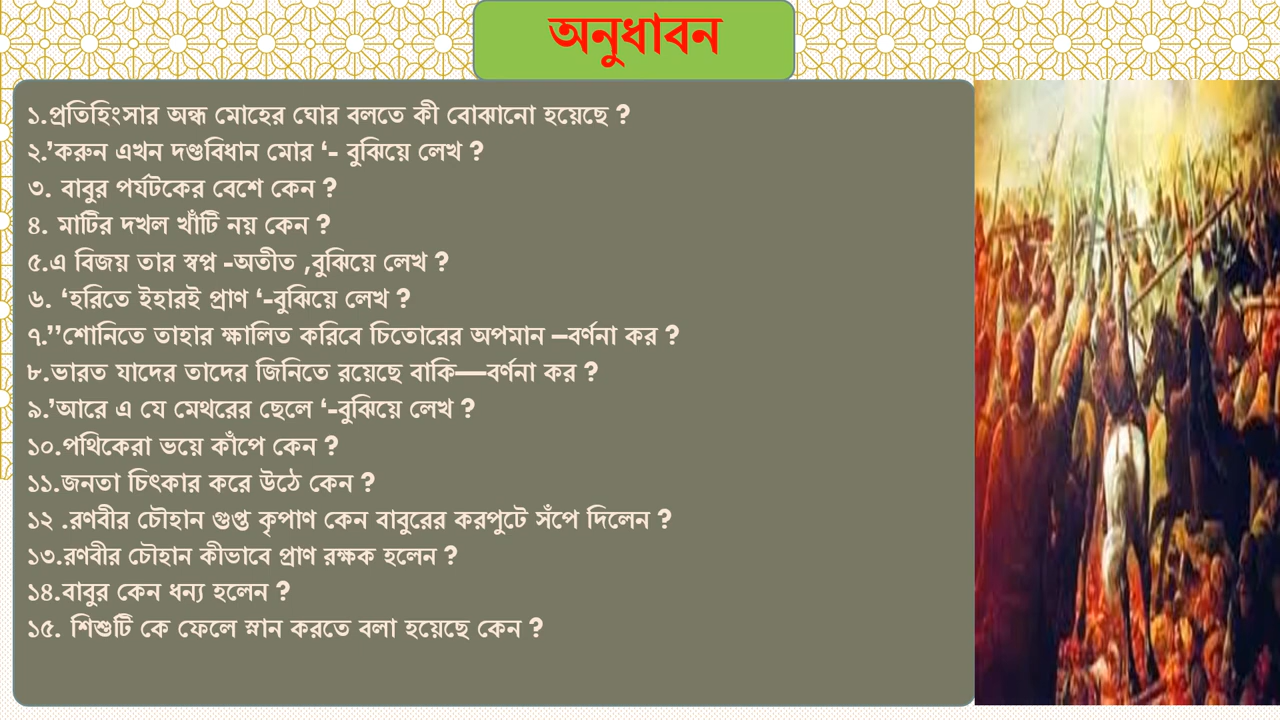 অনুধাবন
১.প্রতিহিংসার অন্ধ মোহের ঘোর বলতে কী বোঝানো হয়েছে ?
২.’করুন এখন দণ্ডবিধান মোর ‘- বুঝিয়ে লেখ ?
৩. বাবুর পর্যটকের বেশে কেন ?
৪. মাটির দখল খাঁটি নয় কেন ?
৫.এ বিজয় তার স্বপ্ন -অতীত ,বুঝিয়ে লেখ ?
৬. ‘হরিতে ইহারই প্রাণ ‘-বুঝিয়ে লেখ ?
৭.’’শোনিতে তাহার ক্ষালিত করিবে চিতোরের অপমান –বর্ণনা কর ?
৮.ভারত যাদের তাদের জিনিতে রয়েছে বাকি—–বর্ণনা কর ?
৯.’আরে এ যে মেথরের ছেলে ‘-বুঝিয়ে লেখ ?
১০.পথিকেরা ভয়ে কাঁপে কেন ?
১১.জনতা চিৎকার করে উঠে কেন ?
১২ .রণবীর চৌহান গুপ্ত কৃপাণ কেন বাবুরের করপুটে সঁপে দিলেন ?
১৩.রণবীর চৌহান কীভাবে প্রাণ রক্ষক হলেন ?
১৪.বাবুর কেন ধন্য হলেন ?
১৫. শিশুটি কে ফেলে স্নান করতে বলা হয়েছে কেন ?